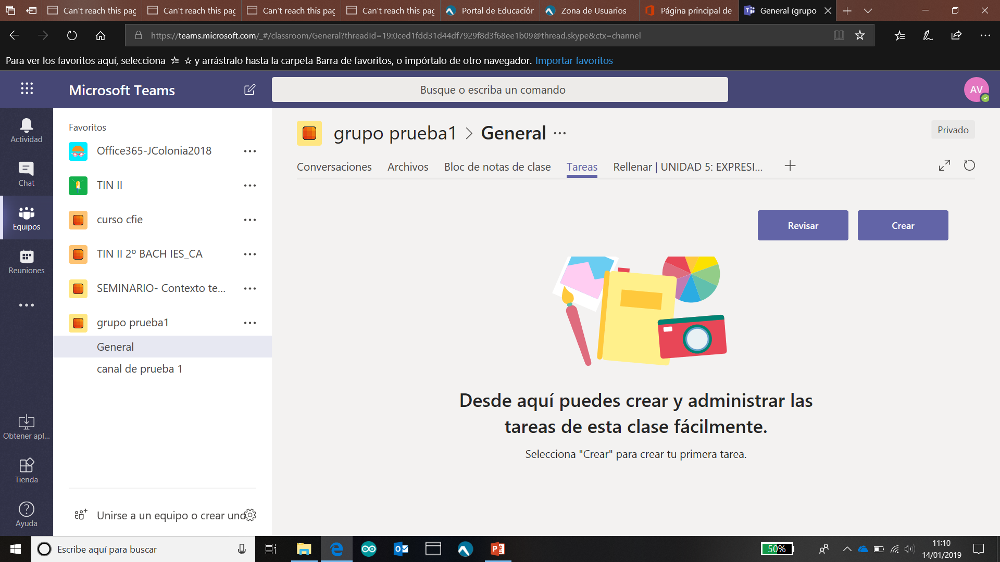 Can't reach this pag
Can't reach this pag
Can't reach this pag
Can't reach this pag
Portal de Educaciór
Zona de Usuarios
Página principal de
General (grupo
https://teams.microsoft.com/_#/classroom/General?threadId=19:0ced1fdd31d44df7929f8d3f68ee1b09@thread.skype&ctx=channel
Para ver los favoritos aquí, selecciona y arrástralo hasta la carpeta Barra de favoritos, o impórtalo de otro navegador. Importar favoritos
Microsoft Teams
Busque o escriba un comando
AV
Actividad
Chat
Equipos
Reuniones
Obtener apl...
Tienda
Ayuda
Favoritos
Office365-JColonia2018
TIN II
curso cfie
TIN II 2º BACH IES_CA
SEMINARIO- Contexto te...
grupo prueba1
General
canal de prueba 1
Unirse a un equipo o crear uno
grupo prueba1 > General ...
Privado
Conversaciones
Archivos
Bloc de notas de clase
Tareas
Rellenar | UNIDAD 5: EXPRESI...
Revisar
Crear
Desde aquí puedes crear y administrar las
tareas de esta clase fácilmente.
Selecciona "Crear" para crear tu primera tarea.
Escribe aquí para buscar
50%
11:10
14/01/2019